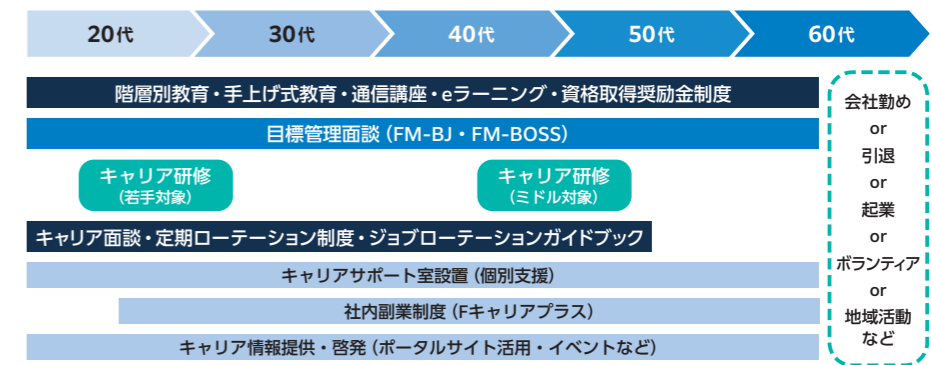 20代 30代 40代 50代 60代
階層別教育・手上げ式教育・通信講座・eラーニング・資格取得奨励金制度
目標管理面談（FM-BJ・FM-BOSS）
キャリア研修
（若手対象）
キャリア研修
（ミドル対象）
キャリア面談・定期ローテーション制度・ジョブローテーションガイドブック
キャリアサポート室設置（個別支援）
社内副業制度（Fキャリアプラス）
キャリア情報提供・啓発（ポータルサイト活用・イベントなど）
会社勤め
or
引退
or
起業
or
ボランティア
or
地域活動
など